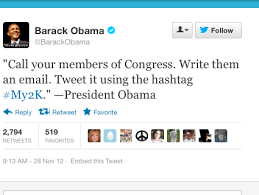 Barack Obama
@BarackObama
Follow
"Call your members of Congress. Write them
an email. Tweet it using the hashtag
#My2K." —President Obama
Reply Retweet Favorite
2,794 519
RETWEETS FAVORITES
9:13 AM - 28 Nov 12 · Embed this Tweet